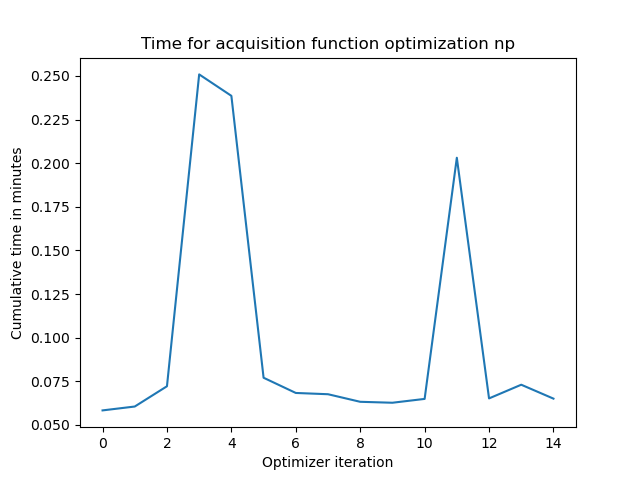 Time for acquisition function optimization np
Cumulative time in minutes
0.250
0.225
0.200
0.175
0.150
0.125
0.100
0.075
0.050
0 2 4 6 8 10 12 14
Optimizer iteration